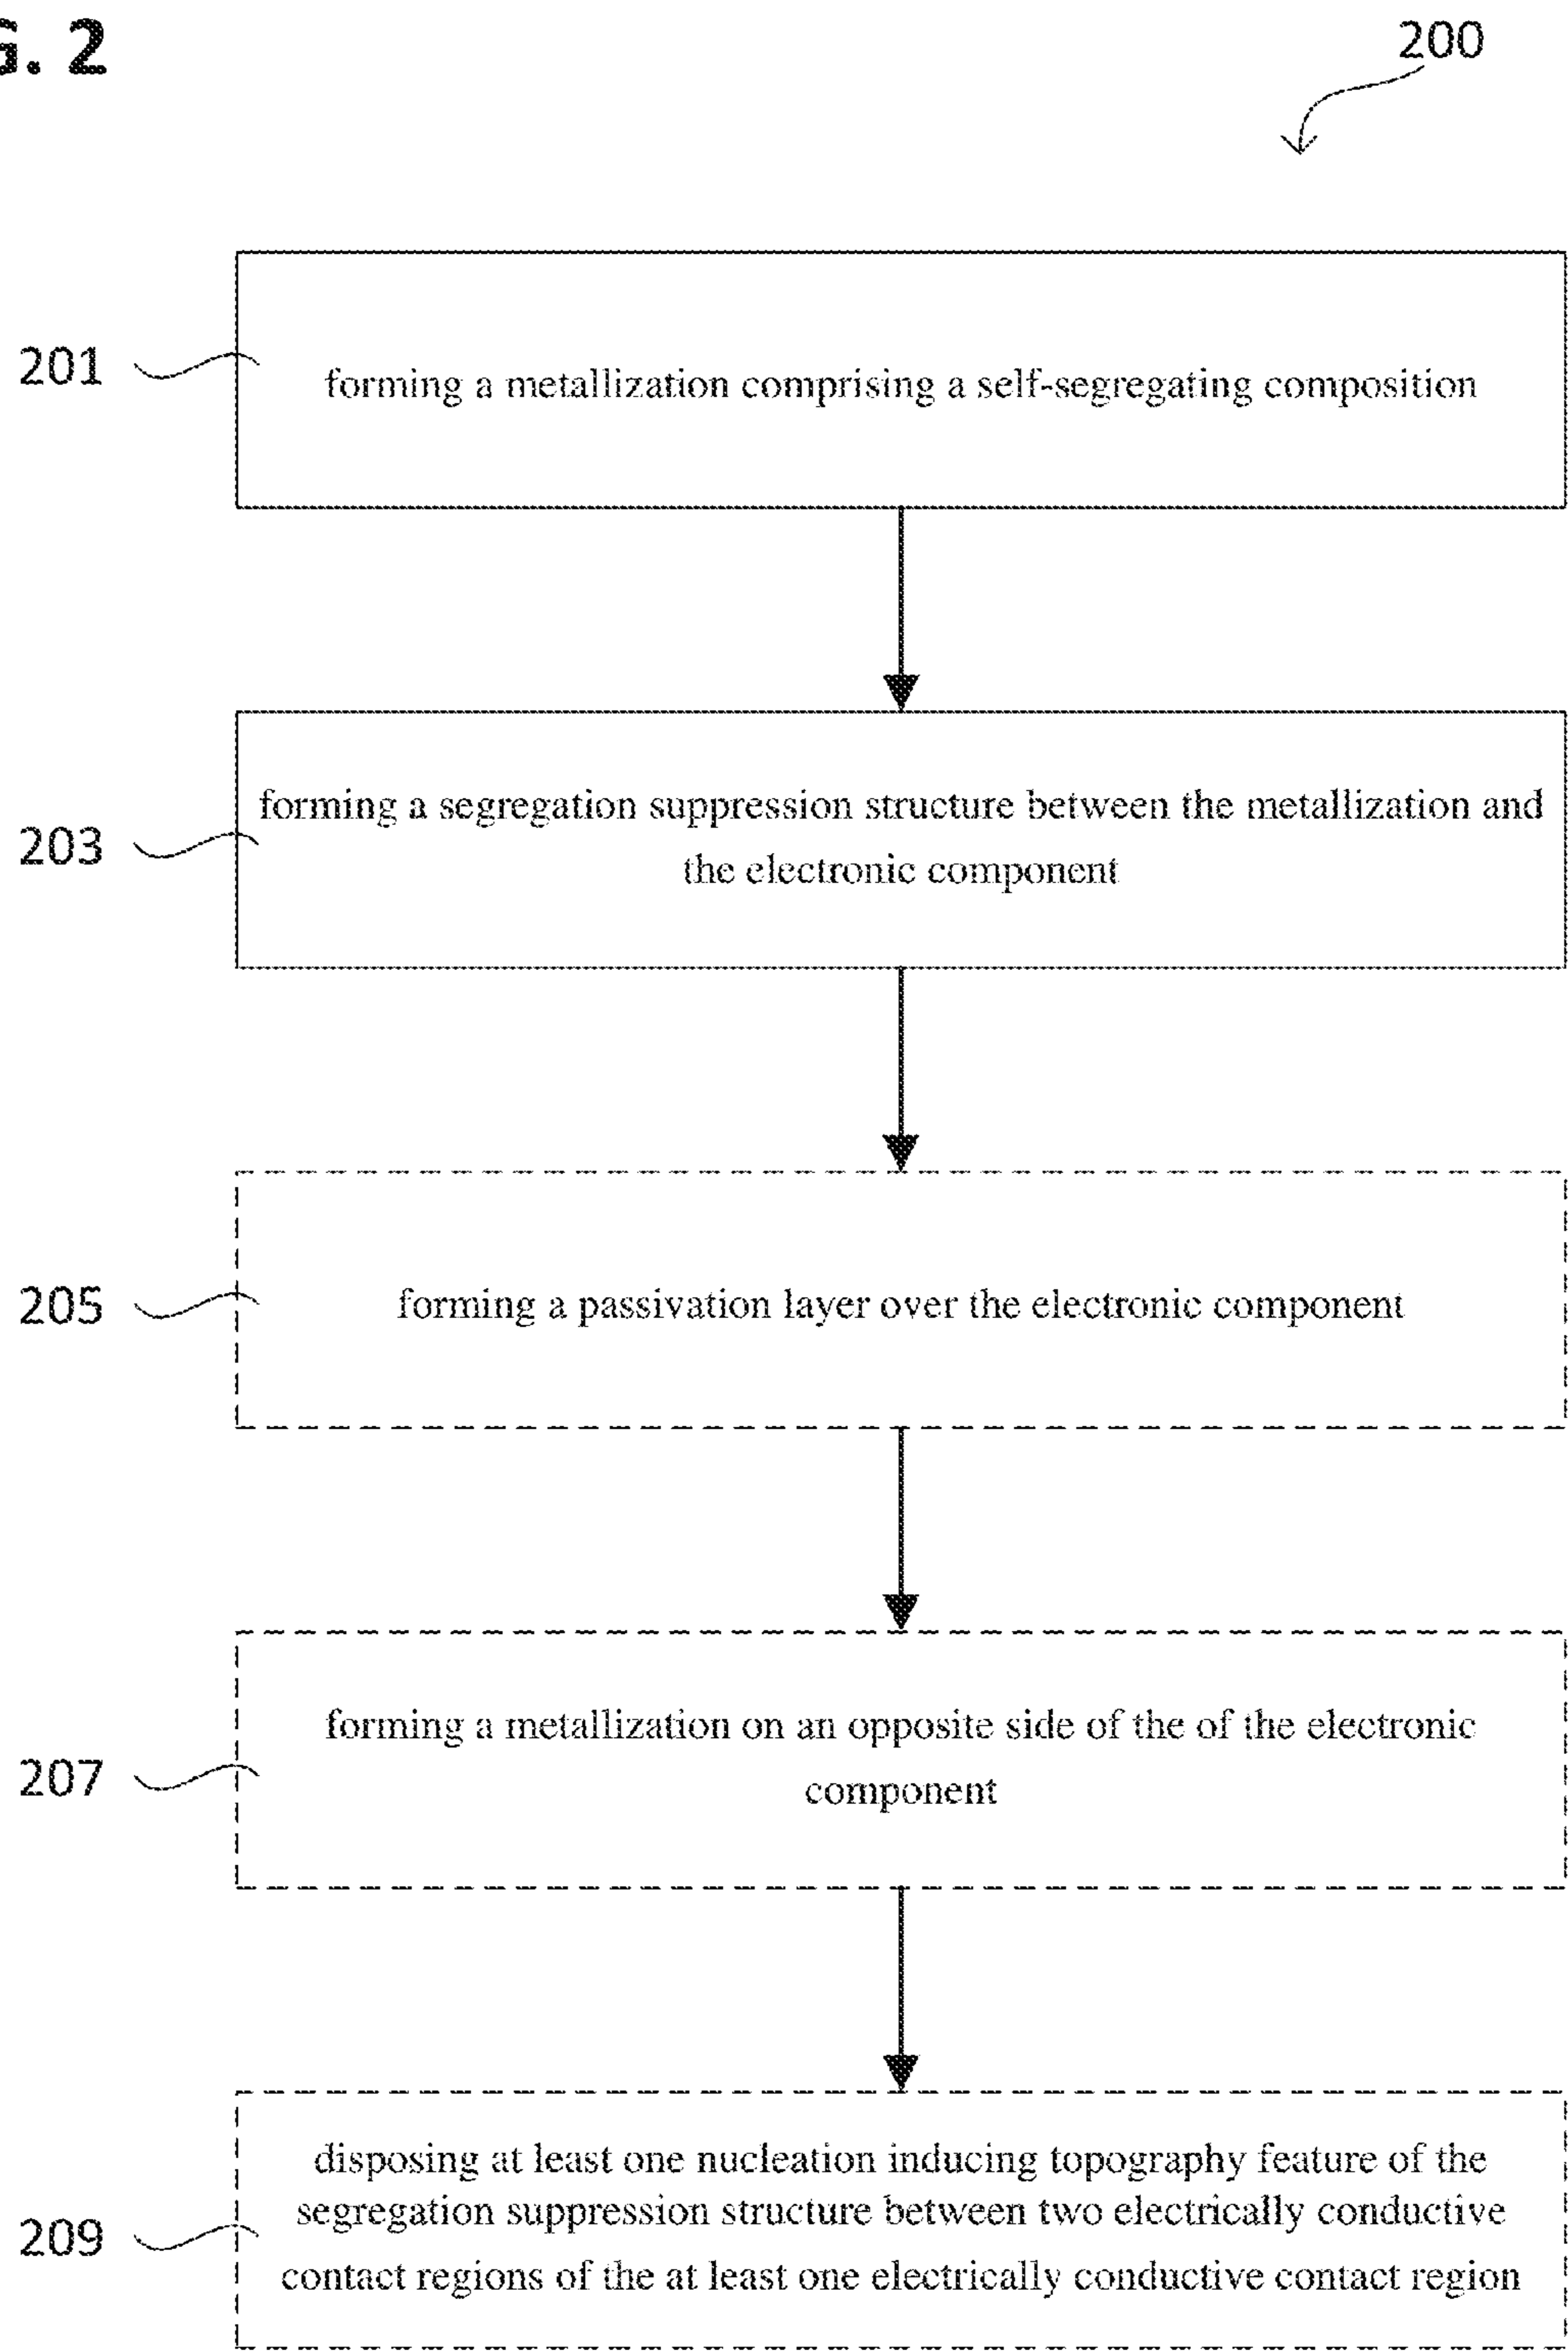 G. 2
200
201
forming a metallization comprising a self-segregating composition
203
forming a segregation suppression structure between the metallization and
the electronic component
205
forming a passivation layer over the electronic component
207
forming a metallization on an opposite side of the of the electronic
component
209
disposing at least one nucleation inducing topography feature of the
segregation suppression structure between two electrically conductive
contact regions of the at least one electrically conductive contact region